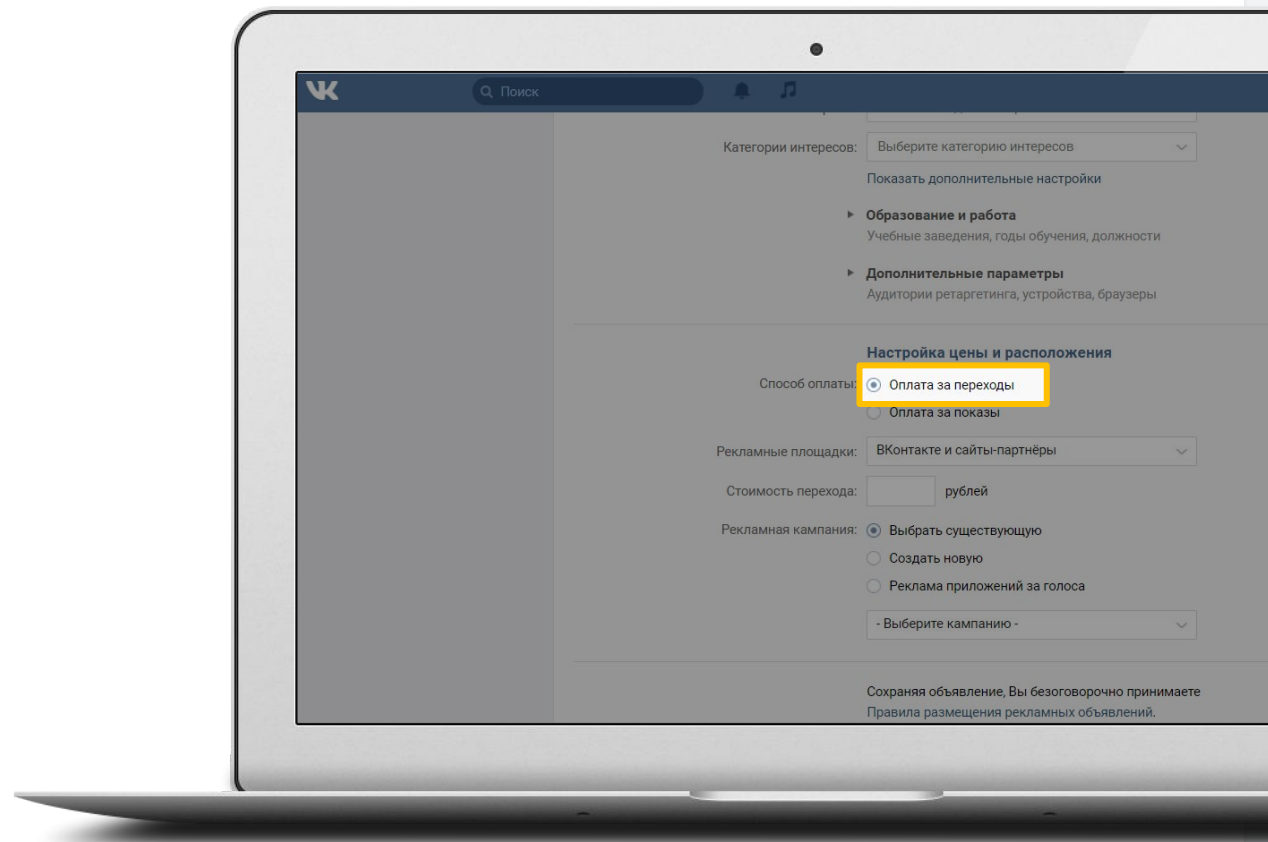 VK
Поиск
Категории интересов: Выберите категорию интересов
Показать дополнительные настройки
Образование и работа
Учебные заведения, годы обучения, должности
Дополнительные параметры
Аудитории ретаргетинга, устройства, браузеры
Настройка цены и расположения
Способ оплаты: Оплата за переходы
Оплата за показы
Рекламные площадки: ВКонтакте и сайты-партнёры
Стоимость перехода: рублей
Рекламная кампания: Выбрать существующую
Создать новую
Реклама приложений за голоса
- Выберите кампанию -
Сохраняя объявление, Вы безоговорочно принимаете
Правила размещения рекламных объявлений.